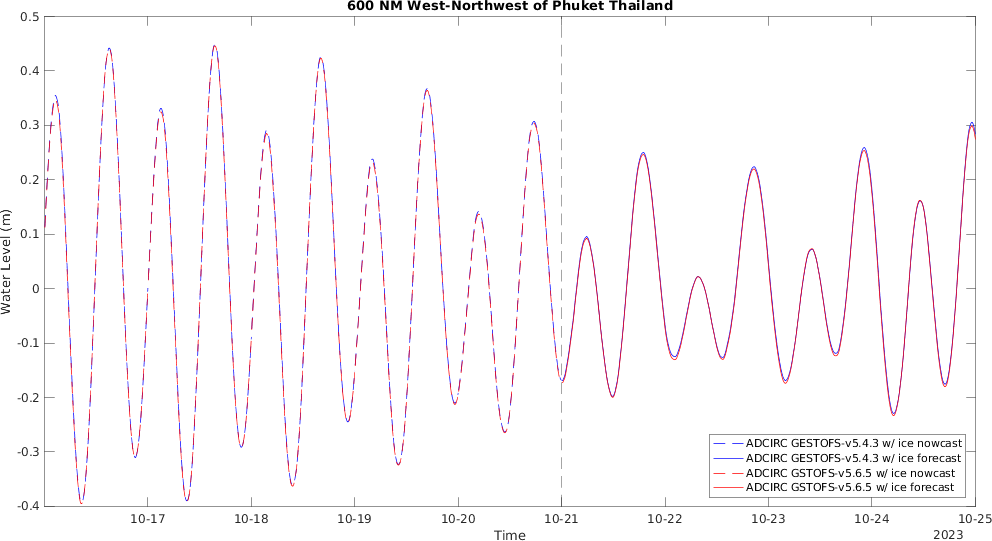 600 NM West-Northwest of Phuket Thailand
0.5
0.4
0.3
0.2
0.1
0
-0.1
-0.2
-0.3
-0.4
Water Level (m)
10-17
10-18
10-19
10-20
10-21
10-22
10-23
10-24
10-25
Time
2023
ADCIRC GESTOFS-v5.4.3 w/ ice nowcast
ADCIRC GESTOFS-v5.4.3 w/ ice forecast
ADCIRC GSTOFS-v5.6.5 w/ ice nowcast
ADCIRC GSTOFS-v5.6.5 w/ ice forecast